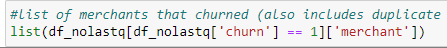 #list of merchants that churned (also includes duplicate
list(df_nolastq[df_nolastq['churn'] == 1]['merchant'])